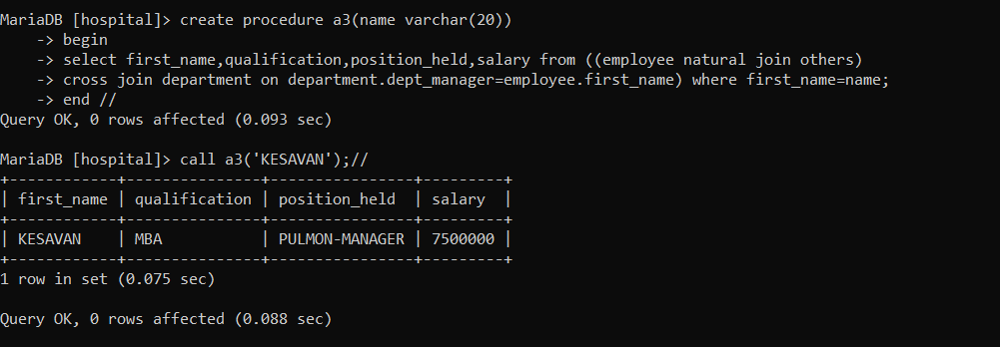 MariaDB [hospital]> create procedure a3(name varchar(20))
    -> begin
    -> select first_name,qualification,position_held,salary from ((employee natural join others)
    -> cross join department on department.dept_manager=employee.first_name) where first_name=name;
    -> end //
Query OK, 0 rows affected (0.093 sec)

MariaDB [hospital]> call a3('KESAVAN');//
+------------+---------------+----------------+---------+
| first_name | qualification | position_held  | salary  |
+------------+---------------+----------------+---------+
| KESAVAN    | MBA           | PULMON-MANAGER | 7500000 |
+------------+---------------+----------------+---------+
1 row in set (0.075 sec)

Query OK, 0 rows affected (0.088 sec)